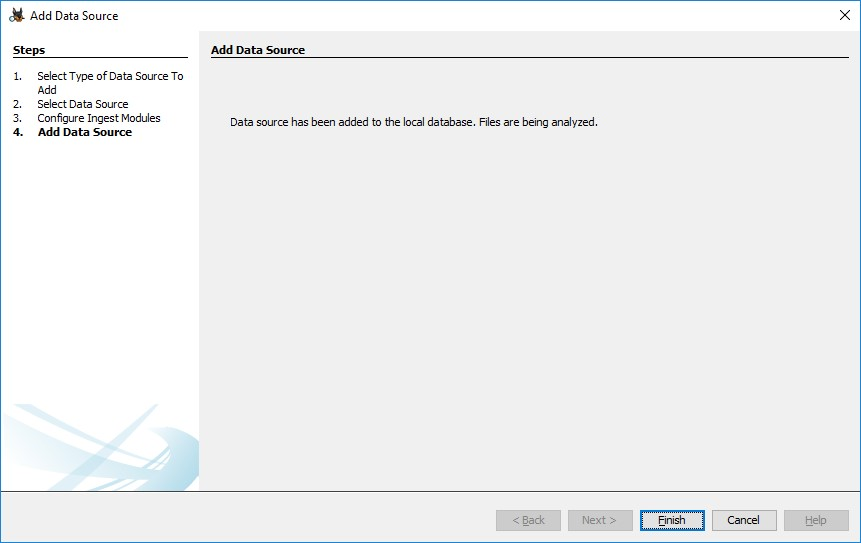 Add Data Source
Steps
1. Select Type of Data Source To
Add
2. Select Data Source
3. Configure Ingest Modules
4. Add Data Source
Add Data Source
Data source has been added to the local database. Files are being analyzed.
< Back
Next >
Finish
Cancel
Help